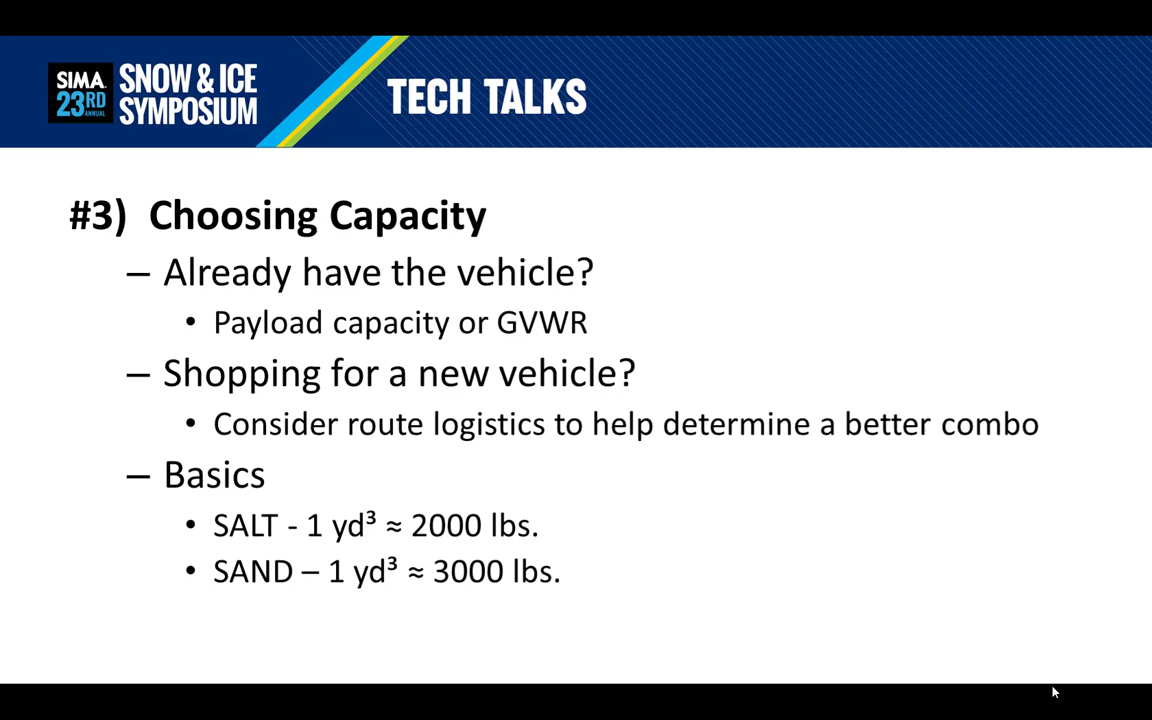 SIMA
23RD
ANNUAL
SNOW & ICE
SYMPOSIUM
TECH TALKS
#3) Choosing Capacity
– Already have the vehicle?
• Payload capacity or GVWR
– Shopping for a new vehicle?
• Consider route logistics to help determine a better combo
– Basics
• SALT - 1 yd³ ≈ 2000 lbs.
• SAND – 1 yd³ ≈ 3000 lbs.